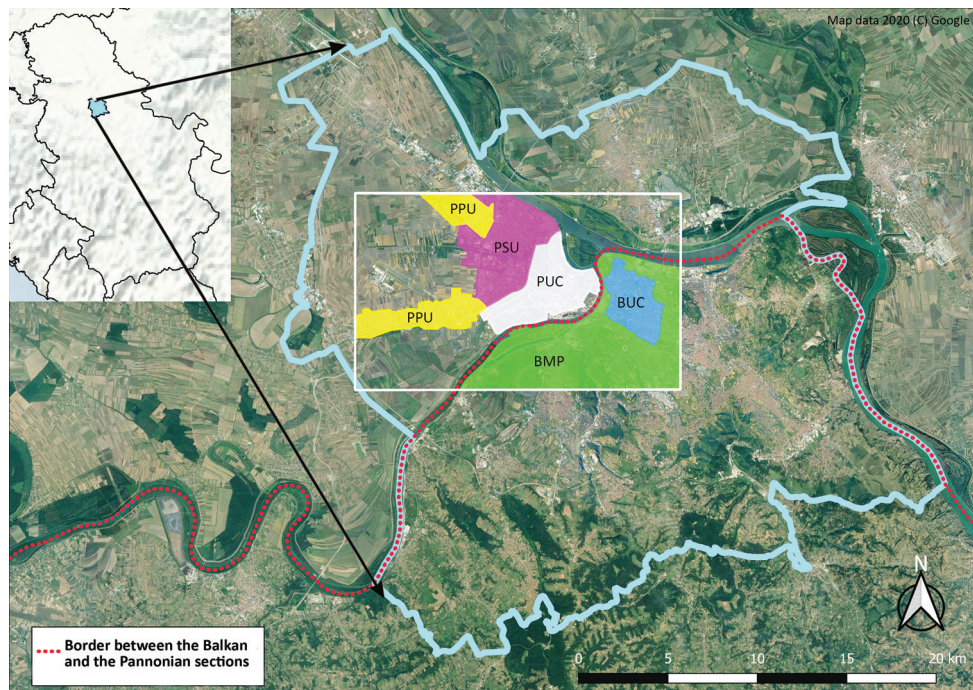 Map data 2020 (C) Google
PPU
PSU
PUC
BUC
PPU
BMP
N
Border between the Balkan
and the Pannonian sections
0 5 10 15 20 km